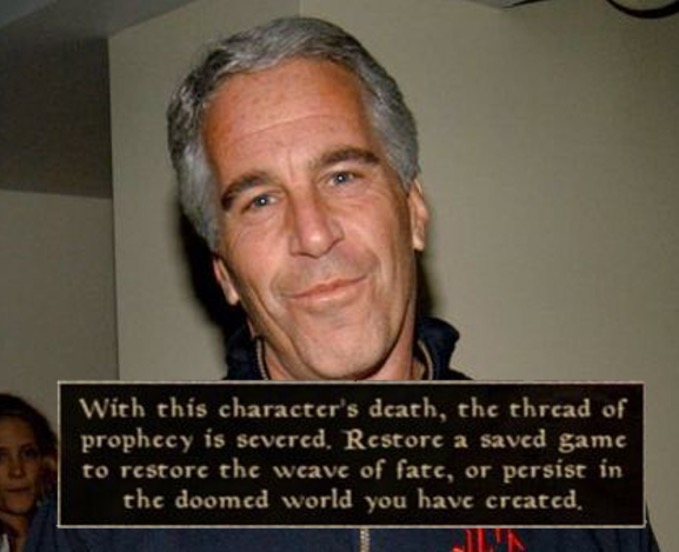 With this character's death, the thread of
prophecy is severed. Restore a saved game
to restore the weave of fate, or persist in
the doomed world you have created.